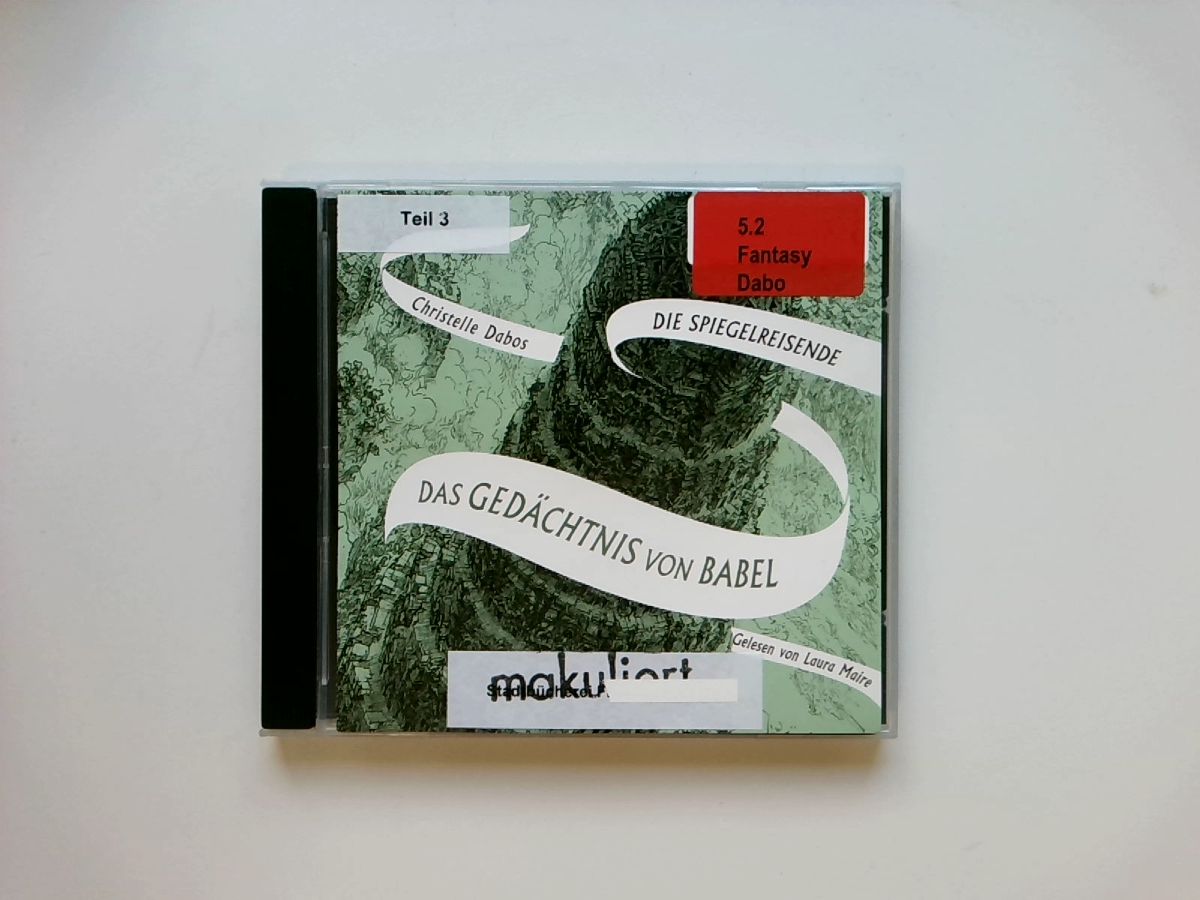 Teil 3
5.2
Fantasy
Dabo
Christelle Dabos
DIE SPIEGELREISENDE
DAS GEDÄCHTNIS VON BABEL
Gelesen von Laura Maire
makuliert
Stadtbücherei